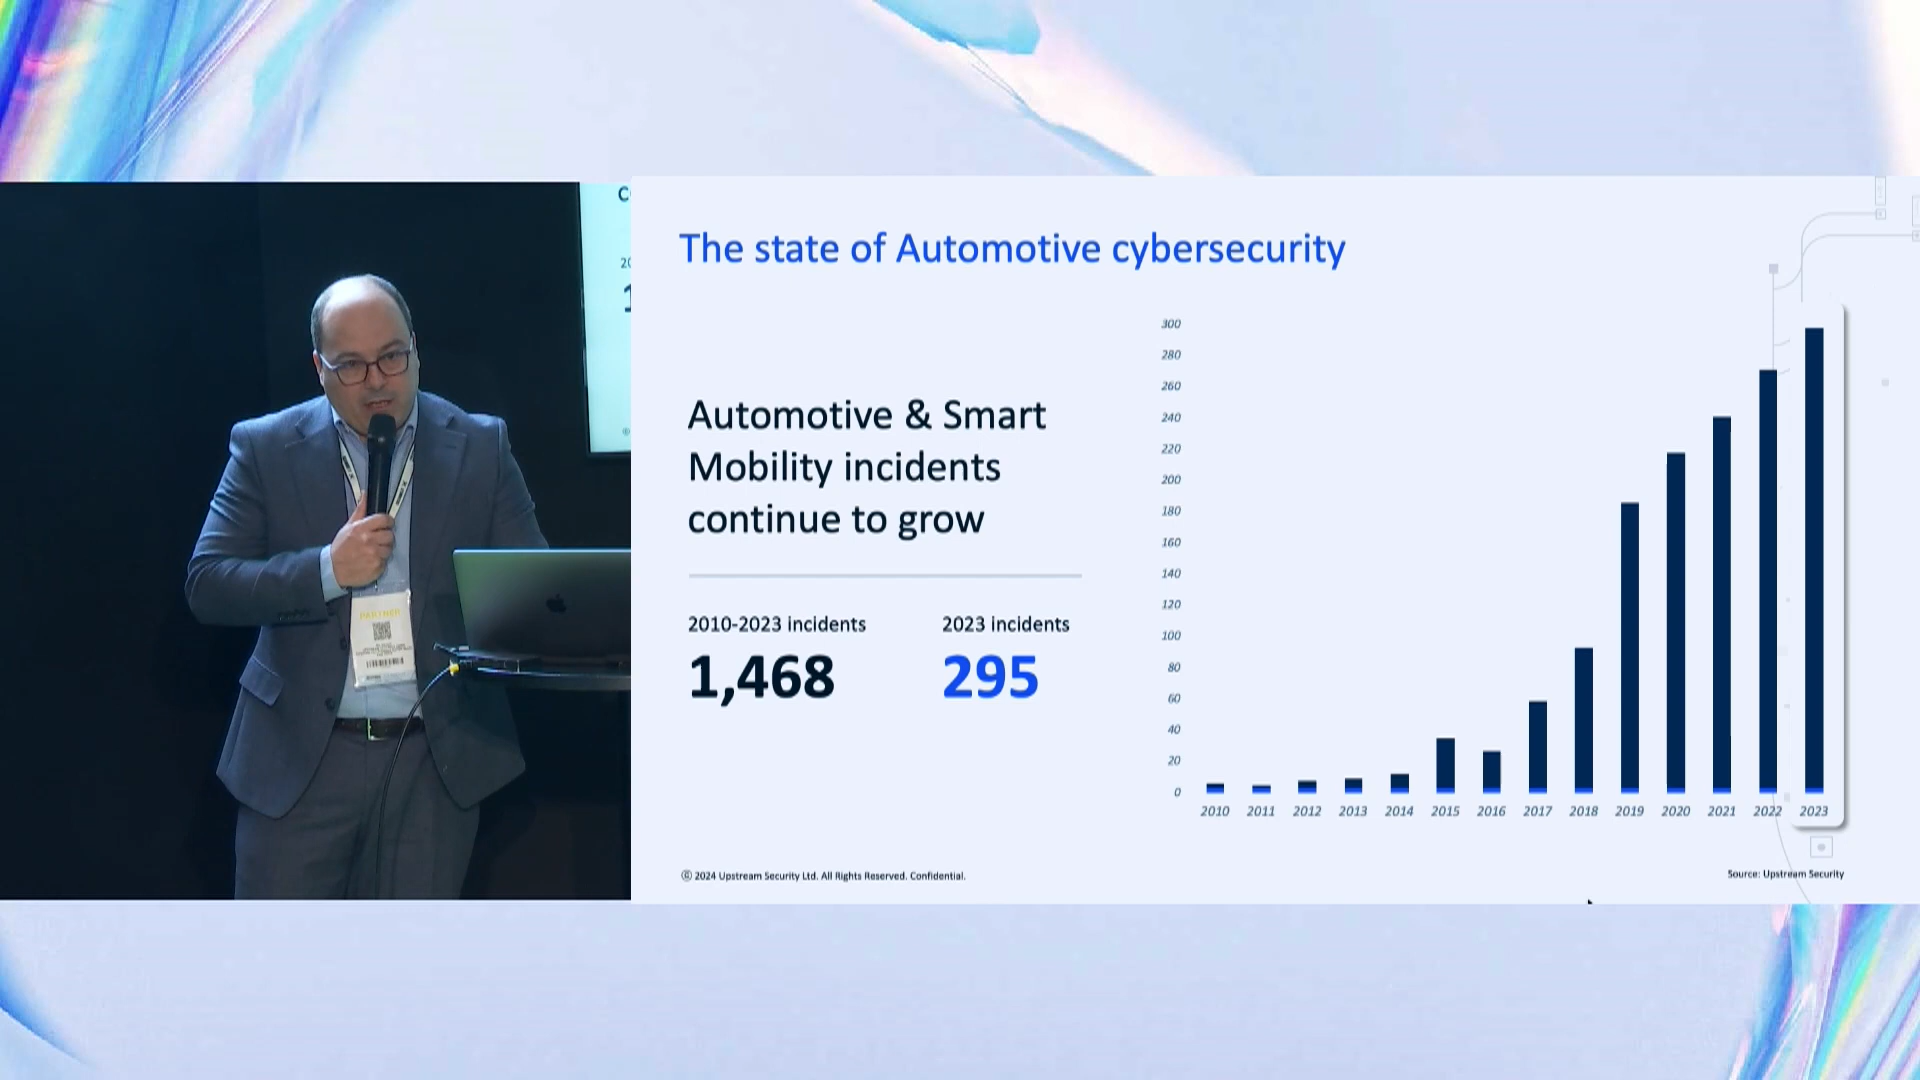 The state of Automotive cybersecurity
Automotive & Smart
Mobility incidents
continue to grow
2010-2023 incidents
1,468
2023 incidents
295
300
280
260
240
220
200
180
160
140
120
100
80
60
40
20
0
2010 2011 2012 2013 2014 2015 2016 2017 2018 2019 2020 2021 2022 2023
© 2024 Upstream Security Ltd. All Rights Reserved. Confidential.
Source: Upstream Security
PARTNER